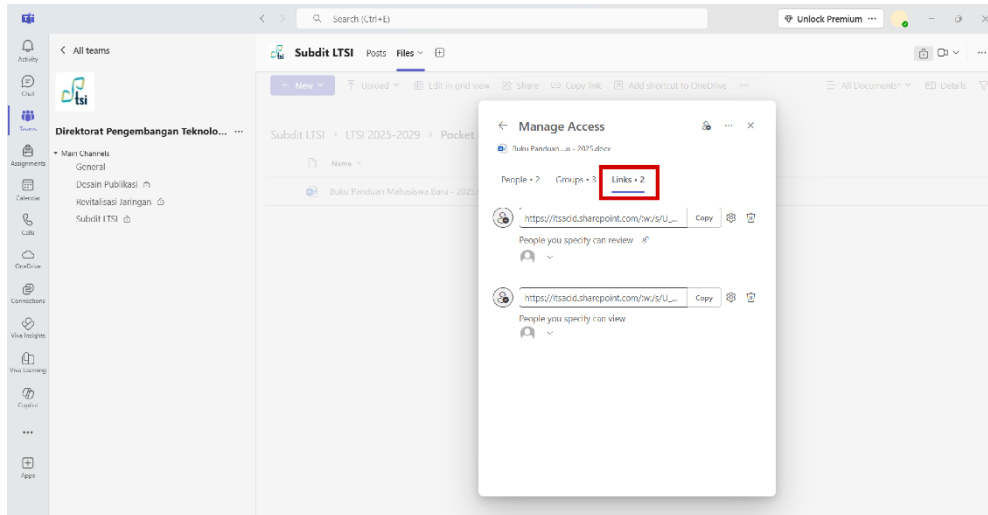 Search (Ctrl+E)
Unlock Premium ...
Activity
Chat
Teams
Assignments
Calendar
Calls
OneDrive
Connections
Viva Insights
Viva Learning
Copilot
Apps
All teams
tsi
Direktorat Pengembangan Teknolo... ...
Main Channels
General
Desain Publikasi
Revitalisasi Jaringan
Subdit LTSI
Subdit LTSI Posts Files
New Upload Edit in grid view Share Copy link Add shortcut to OneDrive ... All Documents* Details
Subdit LTSI > LTSI 2025-2029 > Pocket
Name
Buku Panduan Mahasiswa Baru - 2025.
Manage Access
Buku Panduan ...u - 2025.docx
People • 2 Groups • 3 Links • 2
https://itsacid.sharepoint.com/:w:/s/U_... Copy
People you specify can review
https://itsacid.sharepoint.com/:w:/s/U_... Copy
People you specify can view